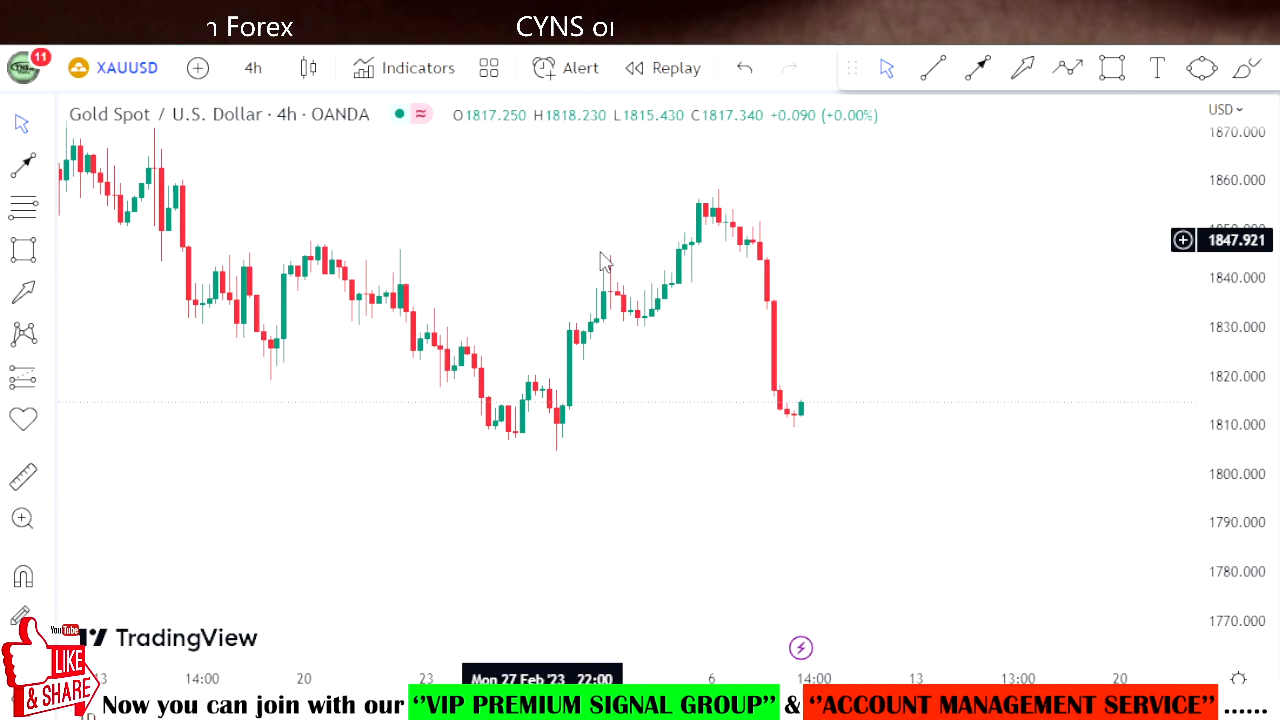 n Forex CYNS or
11
XAUUSD 4h Indicators Alert Replay
Gold Spot / U.S. Dollar · 4h · OANDA O1817.250 H1818.230 L1815.430 C1817.340 +0.090 (+0.00%)
USD
1870.000
1860.000
1847.921
1840.000
1830.000
1820.000
1810.000
1800.000
1790.000
1780.000
1770.000
TradingView
YouTube
LIKE
& SHARE
14:00 20 23 Mon 27 Feb '23 22:00 6 14:00 13 13:00 20
Now you can join with our "VIP PREMIUM SIGNAL GROUP" & "ACCOUNT MANAGEMENT SERVICE" ......